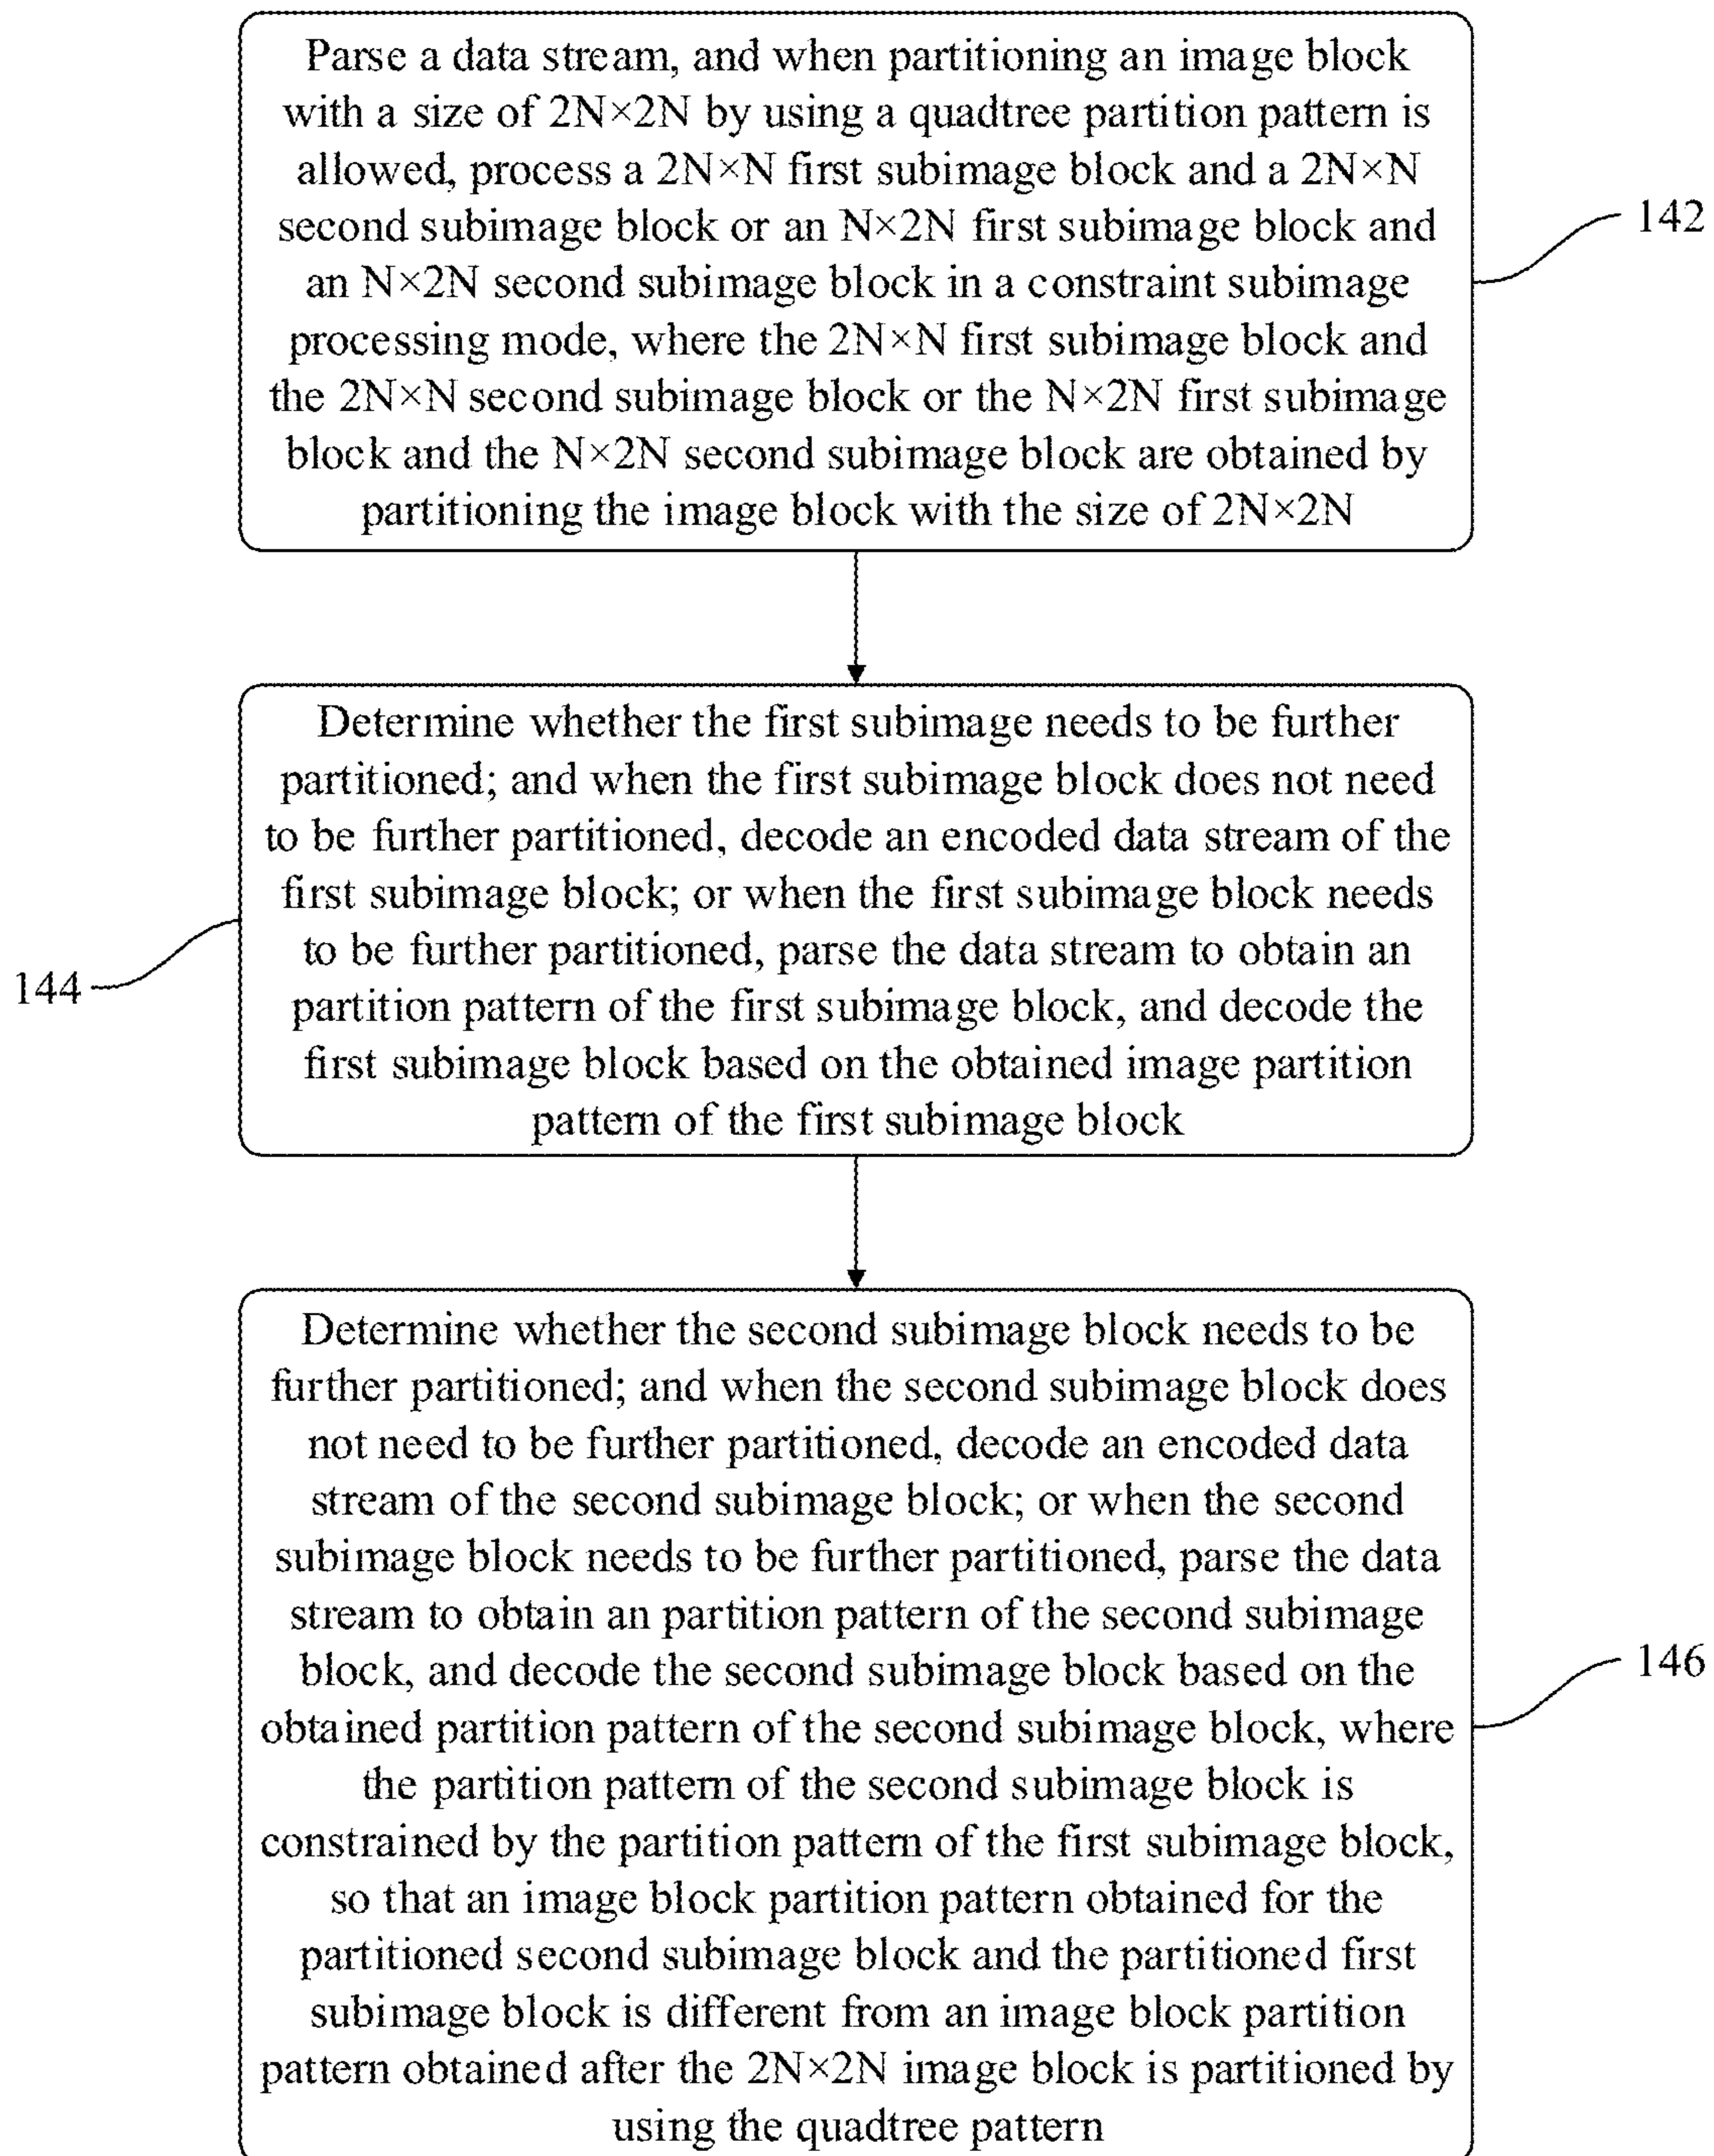 Parse a data stream, and when partitioning an image block
with a size of 2N×2N by using a quadtree partition pattern is
allowed, process a 2N×N first subimage block and a 2N×N
second subimage block or an N×2N first subimage block and
an N×2N second subimage block in a constraint subimage
processing mode, where the 2N×N first subimage block and
the 2N×N second subimage block or the N×2N first subimage
block and the N×2N second subimage block are obtained by
partitioning the image block with the size of 2N×2N
142
Determine whether the first subimage needs to be further
partitioned; and when the first subimage block does not need
to be further partitioned, decode an encoded data stream of the
first subimage block; or when the first subimage block needs
to be further partitioned, parse the data stream to obtain an
partition pattern of the first subimage block, and decode the
first subimage block based on the obtained image partition
pattern of the first subimage block
144
Determine whether the second subimage block needs to be
further partitioned; and when the second subimage block does
not need to be further partitioned, decode an encoded data
stream of the second subimage block; or when the second
subimage block needs to be further partitioned, parse the data
stream to obtain an partition pattern of the second subimage
block, and decode the second subimage block based on the
obtained partition pattern of the second subimage block, where
the partition pattern of the second subimage block is
constrained by the partition pattern of the first subimage block,
so that an image block partition pattern obtained for the
partitioned second subimage block and the partitioned first
subimage block is different from an image block partition
pattern obtained after the 2N×2N image block is partitioned by
using the quadtree pattern
146